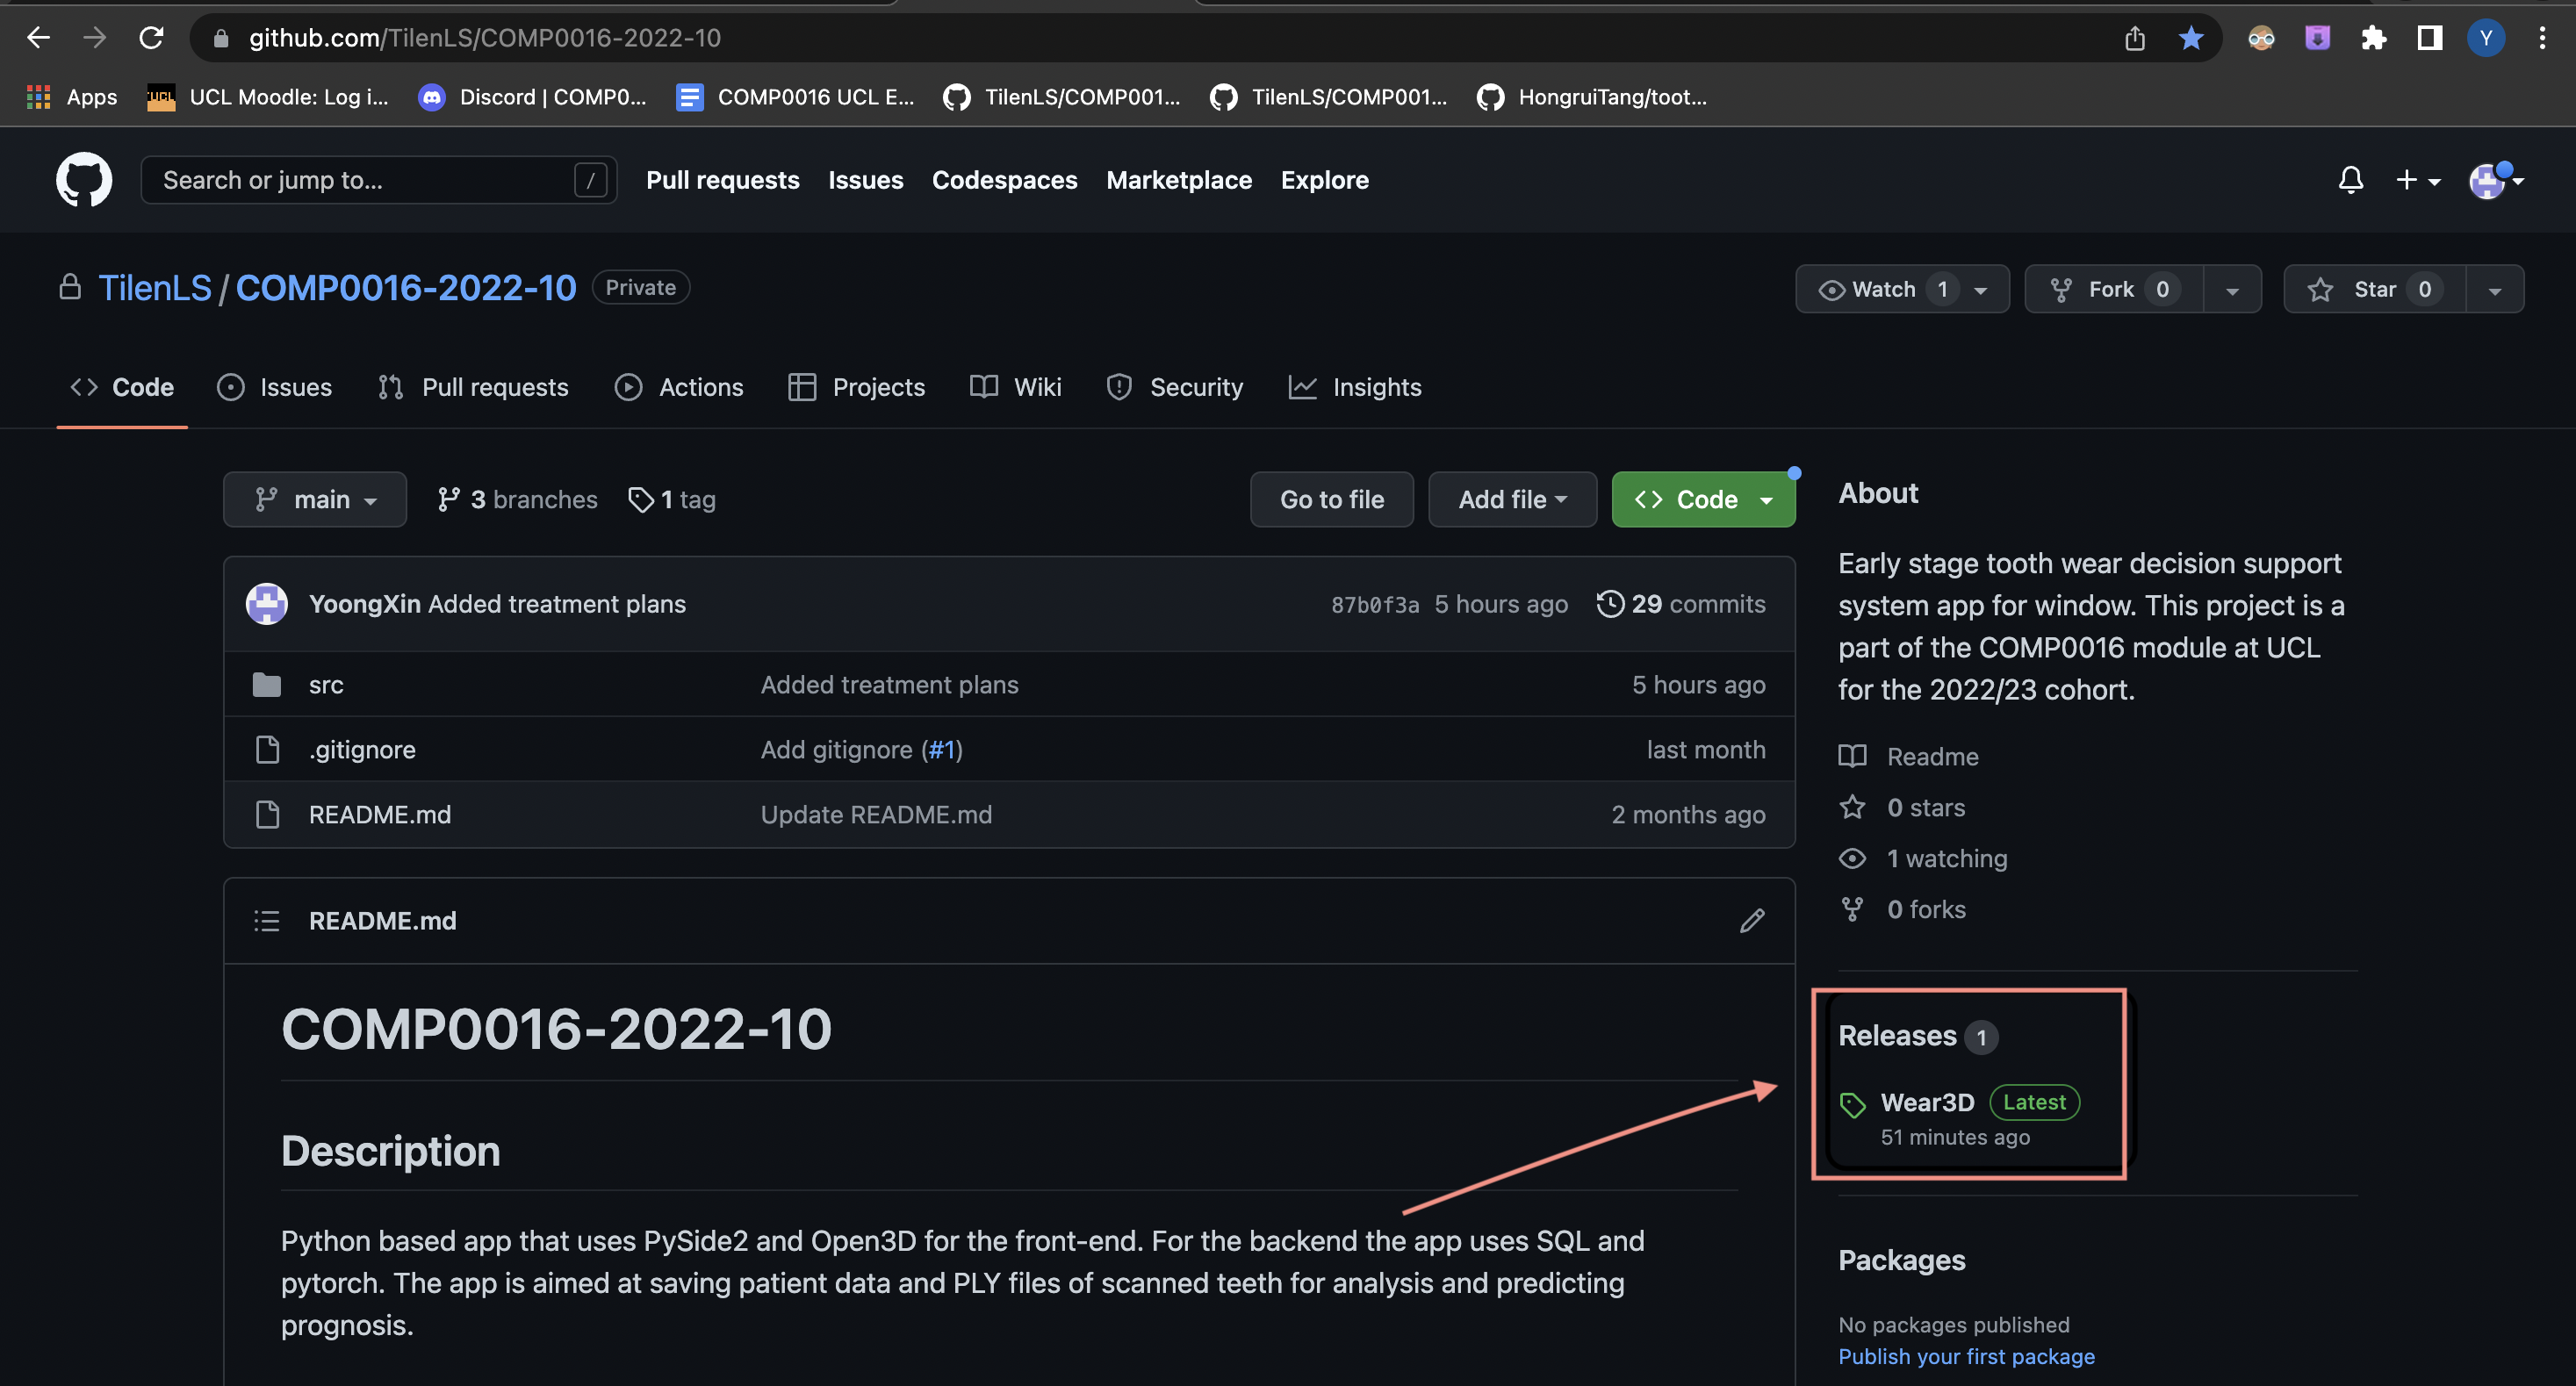 github.com/TilenLS/COMP0016-2022-10
Y
Apps
UCL
UCL Moodle: Log i...
Discord | COMP0...
COMP0016 UCL E...
TilenLS/COMP001...
TilenLS/COMP001...
HongruiTang/toot...
Search or jump to...
/
Pull requests
Issues
Codespaces
Marketplace
Explore
TilenLS / COMP0016-2022-10
Private
Watch 1
Fork 0
Star 0
Code
Issues
Pull requests
Actions
Projects
Wiki
Security
Insights
main
3 branches
1 tag
Go to file
Add file
Code
YoongXin Added treatment plans
87b0f3a 5 hours ago
29 commits
src
Added treatment plans
5 hours ago
.gitignore
Add gitignore (#1)
last month
README.md
Update README.md
2 months ago
README.md
COMP0016-2022-10
Description
Python based app that uses PySide2 and Open3D for the front-end. For the backend the app uses SQL and
pytorch. The app is aimed at saving patient data and PLY files of scanned teeth for analysis and predicting
prognosis.
About
Early stage tooth wear decision support
system app for window. This project is a
part of the COMP0016 module at UCL
for the 2022/23 cohort.
Readme
0 stars
1 watching
0 forks
Releases 1
Wear3D Latest
51 minutes ago
Packages
No packages published
Publish your first package